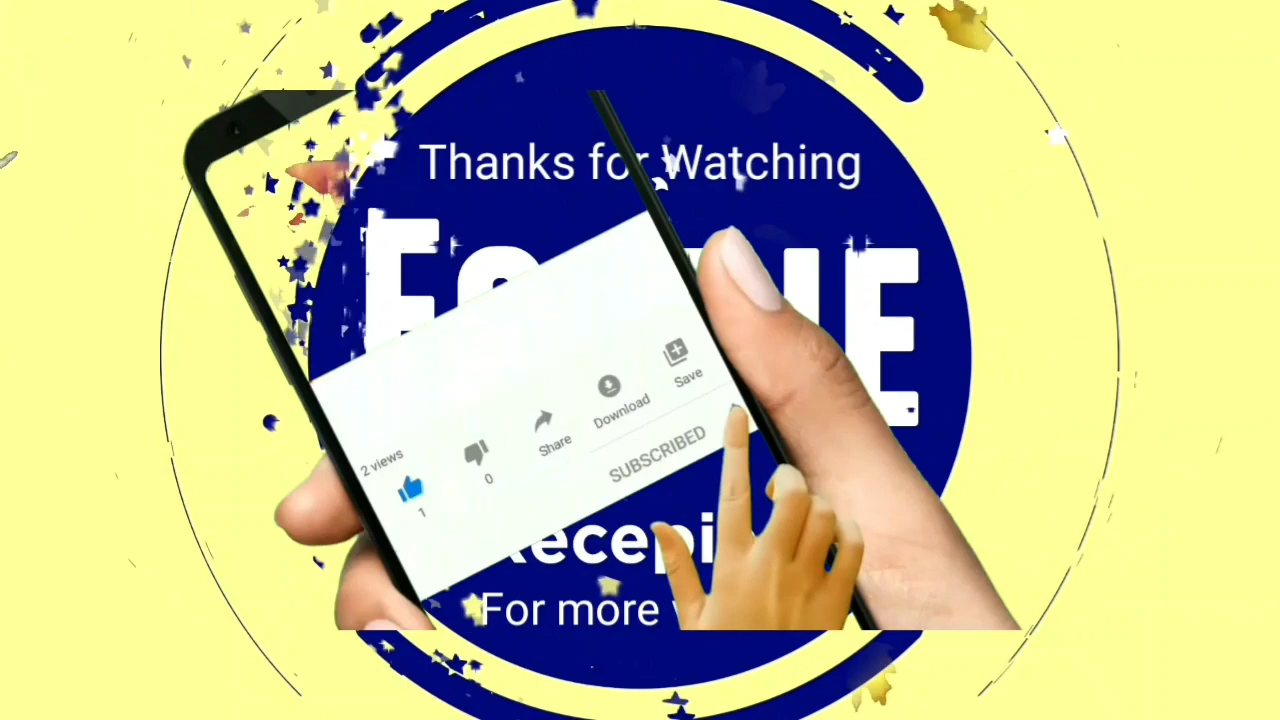 Thanks for Watching
2 views
1
0
Share
Download
Save
SUBSCRIBED
For more